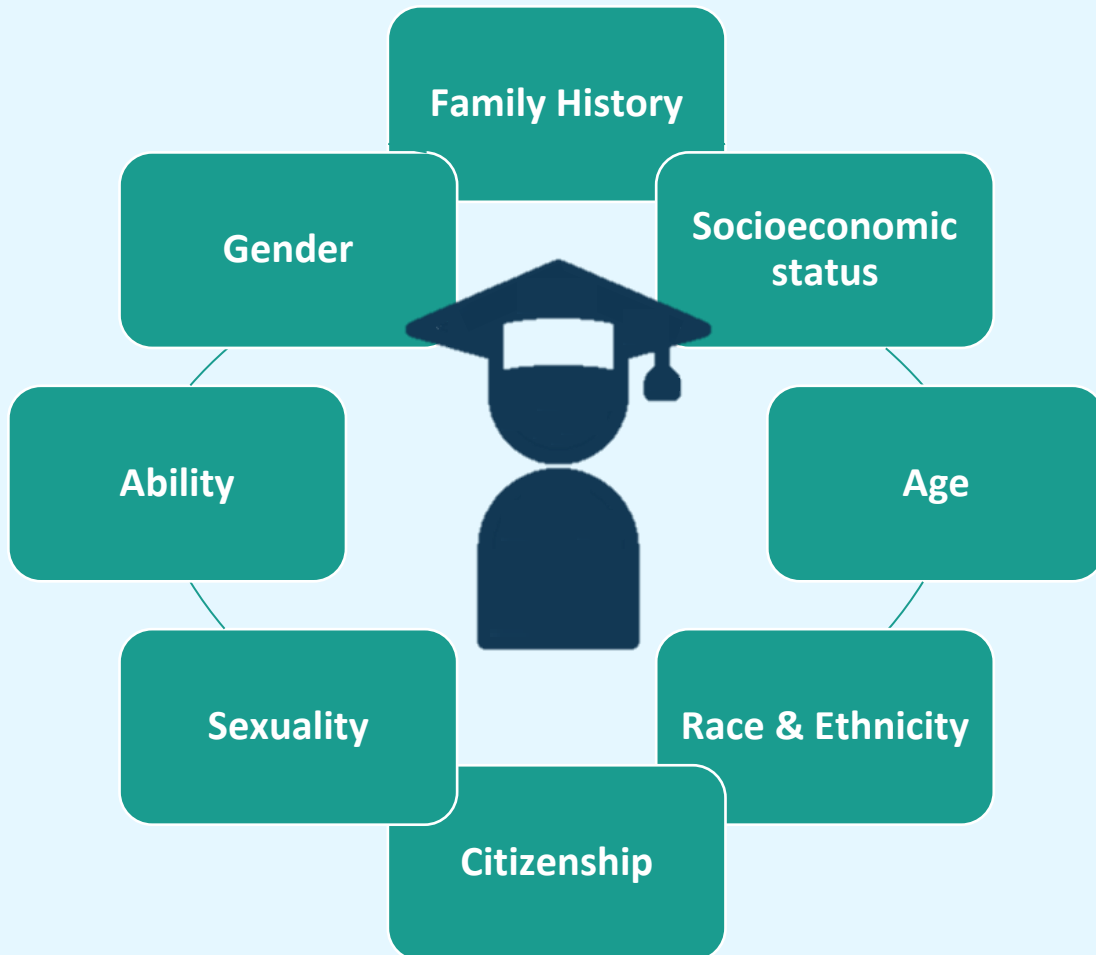 Family History
Socioeconomic
status
Age
Race & Ethnicity
Citizenship
Sexuality
Ability
Gender